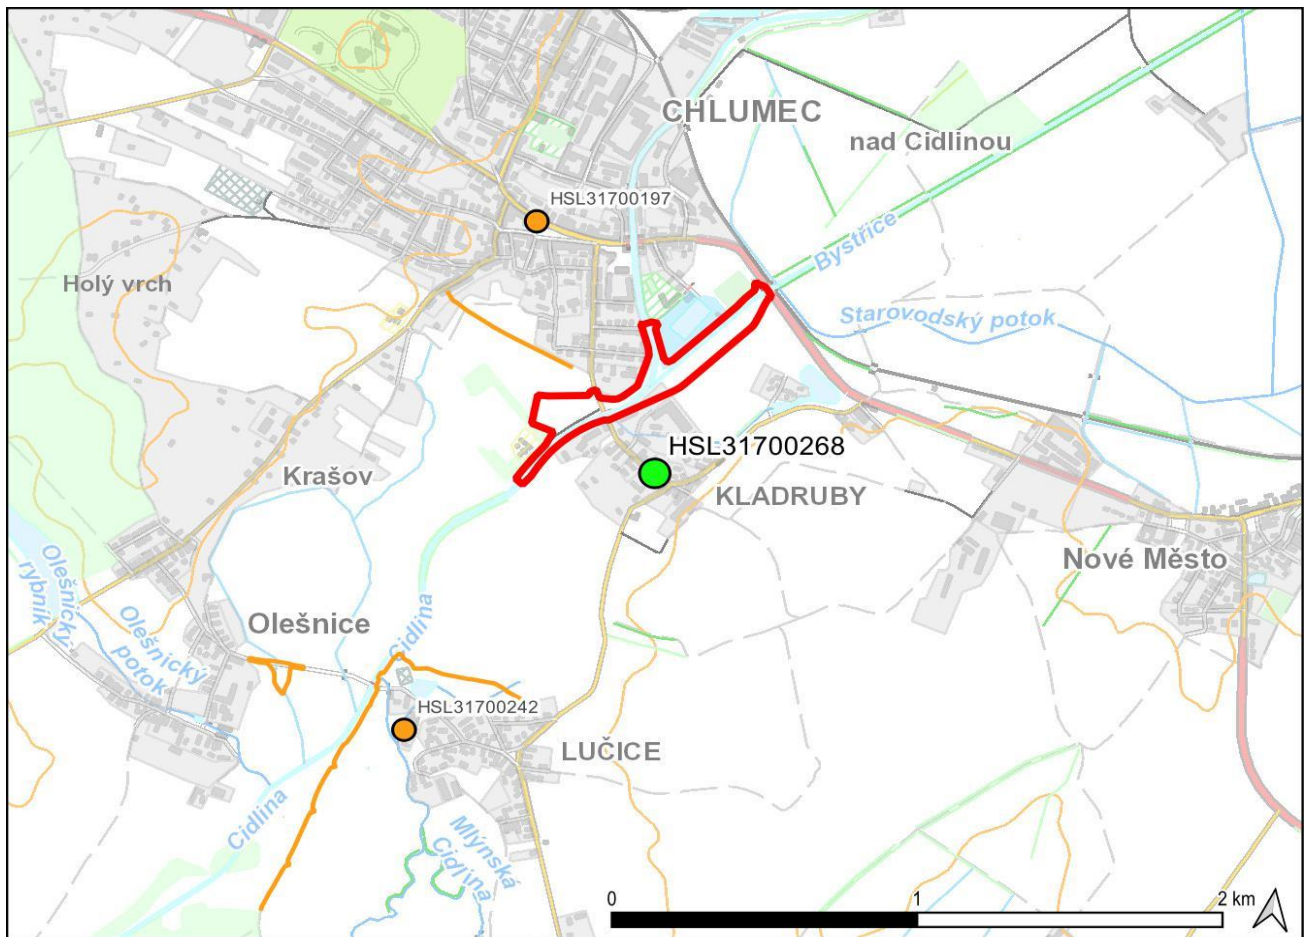 CHLUMEC
nad Cidlinou
HSL31700197
Bystřice
Holý vrch
Starovodský potok
HSL31700268
Krašov
KLADRUBY
Nové Město
Olešnický
rybník
Olešnický
potok
Olešnice
Cidlina
HSL31700242
LUČICE
Cidlina
Mlýnská
Cidlina
0 1 2 km